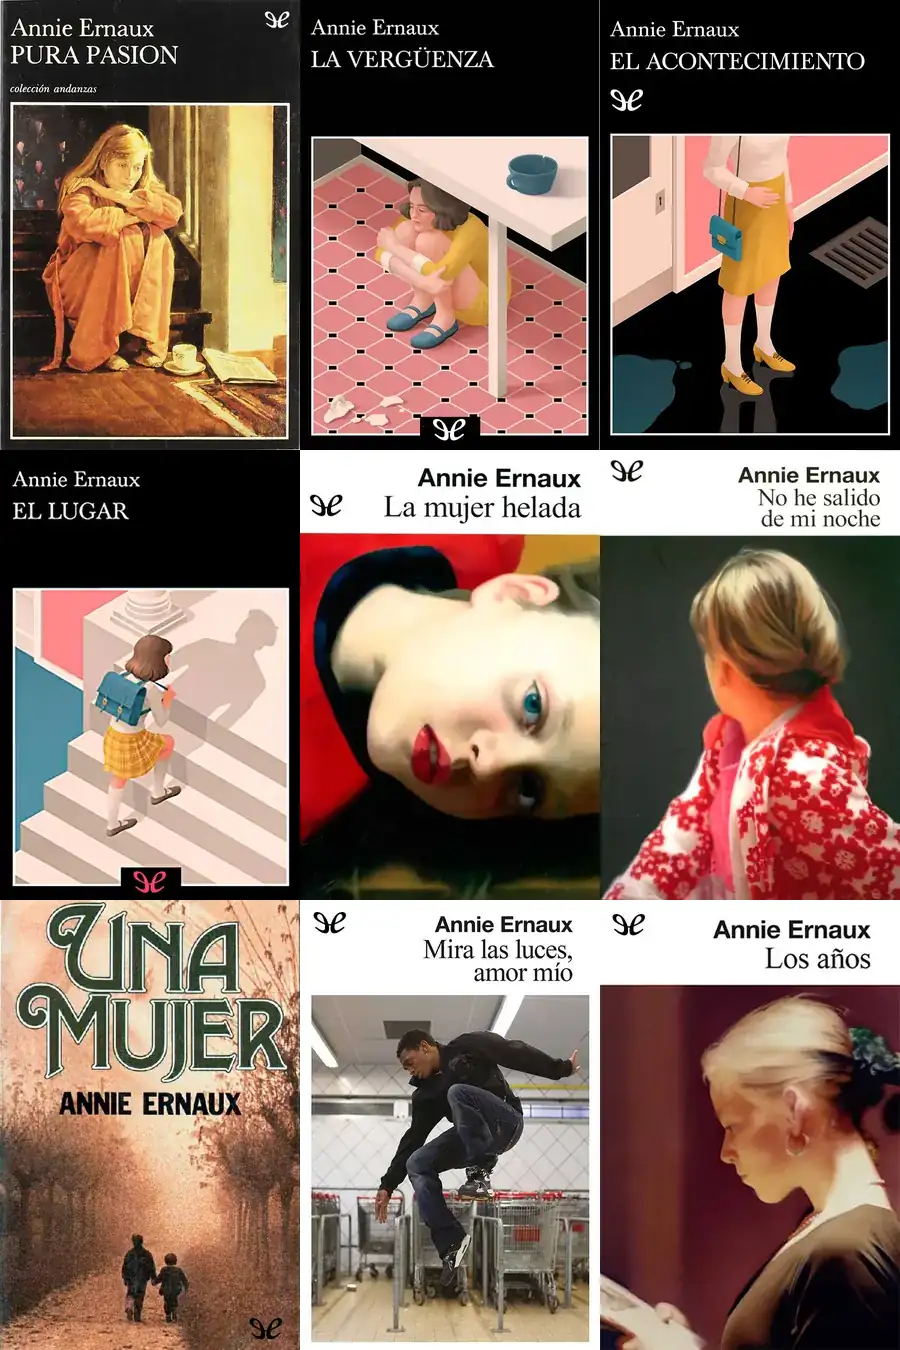 Annie Ernaux
PURA PASION
colección andanzas
Annie Ernaux
LA VERGÜENZA
Annie Ernaux
EL ACONTECIMIENTO
Annie Ernaux
EL LUGAR
Annie Ernaux
La mujer helada
Annie Ernaux
No he salido
de mi noche
UNA
MUJER
ANNIE ERNAUX
Annie Ernaux
Mira las luces,
amor mío
Annie Ernaux
Los años